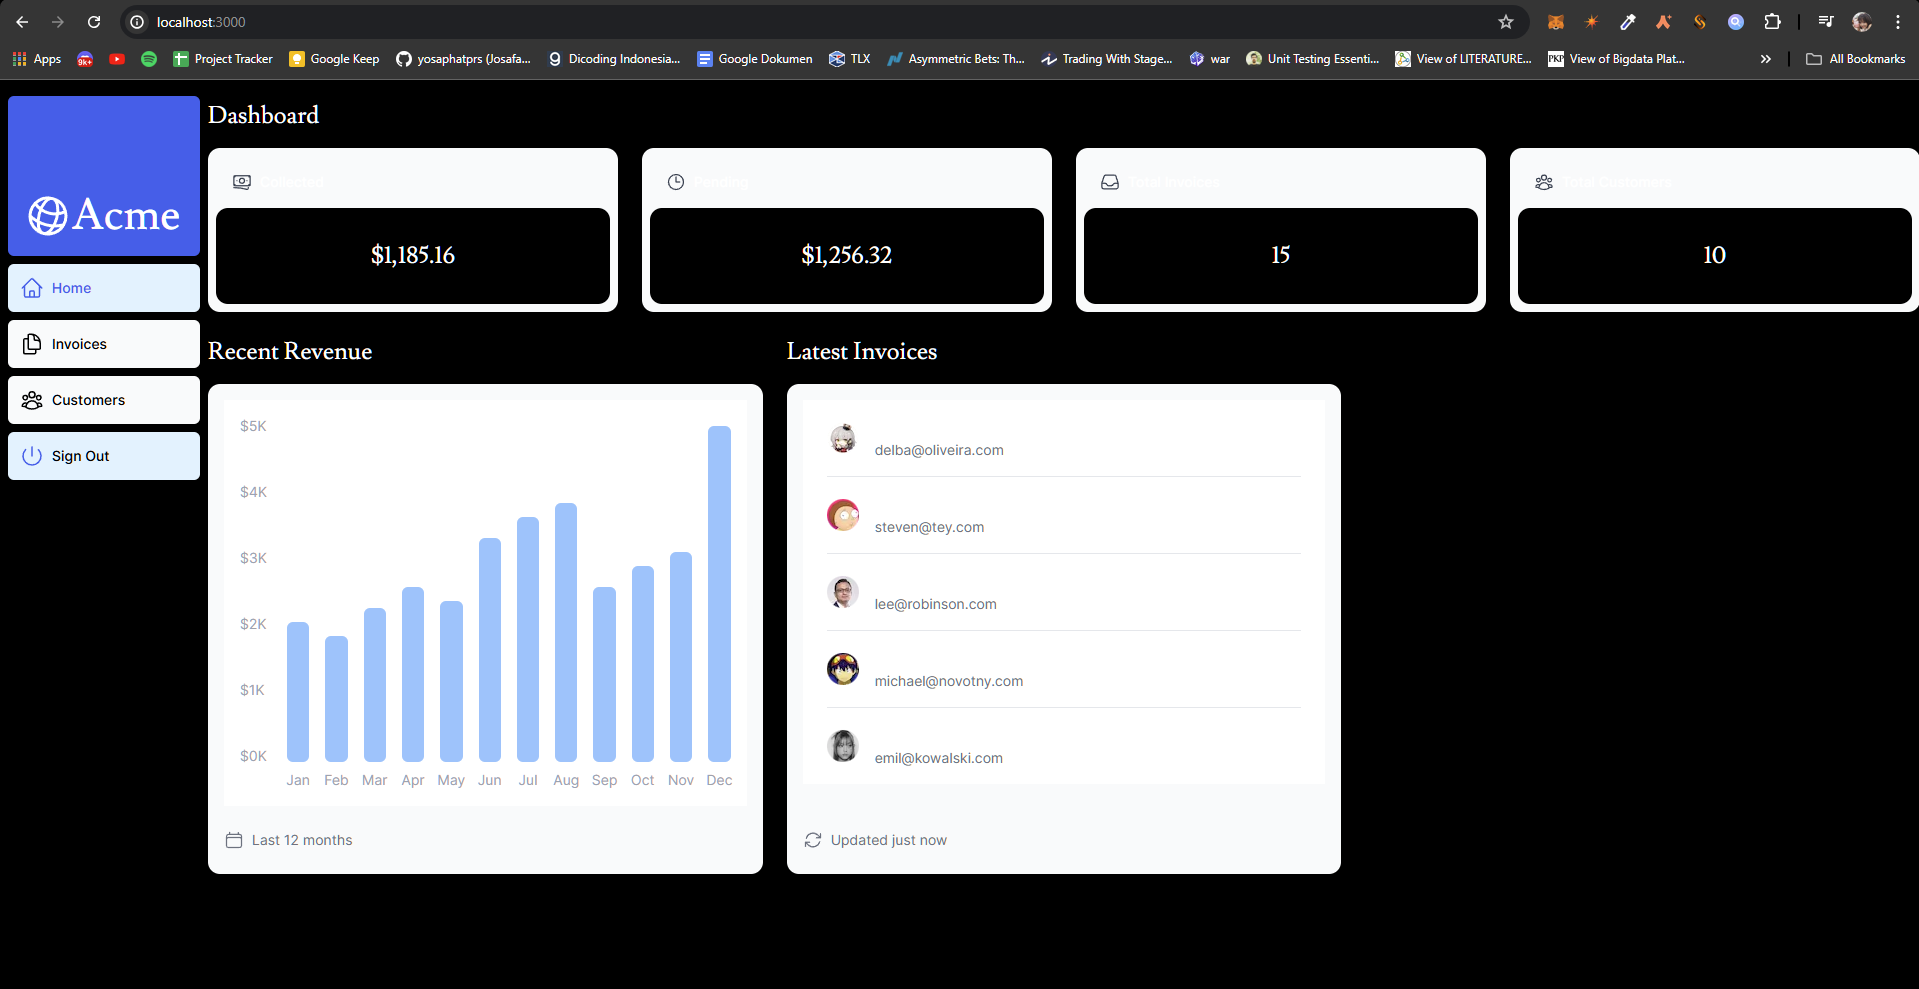 localhost:3000
Apps
9k+
Project Tracker
Google Keep
yosaphatprs (Josafa...
Dicoding Indonesia...
Google Dokumen
TLX
Asymmetric Bets: Th...
Trading With Stage...
war
Unit Testing Essenti...
View of LITERATURE...
PKP
View of Bigdata Plat...
All Bookmarks
Acme
Home
Invoices
Customers
Sign Out
Dashboard
Collected
Pending
Total Invoices
Total Customers
$1,185.16
$1,256.32
15
10
Recent Revenue
$5K
$4K
$3K
$2K
$1K
$0K
Jan Feb Mar Apr May Jun Jul Aug Sep Oct Nov Dec
Last 12 months
Latest Invoices
delba@oliveira.com
steven@tey.com
lee@robinson.com
michael@novotny.com
emil@kowalski.com
Updated just now